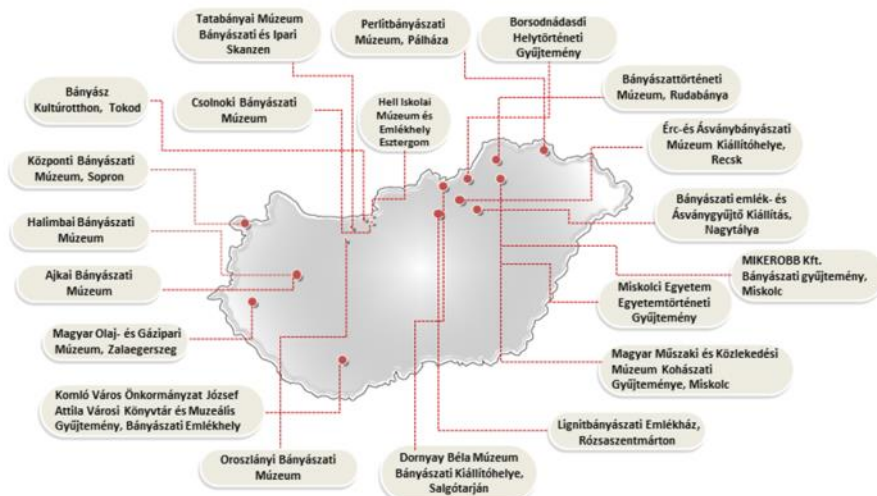 Tatabányai Múzeum
Bányászati és Ipari
Skanzen
Perlitbányászati
Múzeum, Pálháza
Borsodnádasdi
Helytörténeti
Gyűjtemény
Bányász
Kultúrotthon, Tokod
Csolnoki Bányászati
Múzeum
Hell Iskolai
Múzeum és
Emlékhely
Esztergom
Bányászattörténeti
Múzeum, Rudabánya
Érc-és Ásványbányászati
Múzeum Kiállítóhelye,
Recsk
Központi Bányászati
Múzeum, Sopron
Bányászati emlék- és
Ásványgyűjtő Kiállítás,
Nagytálya
Halimbai Bányászati
Múzeum
MIKEROBB Kft.
Bányászati gyűjtemény,
Miskolc
Ajkai Bányászati
Múzeum
Miskolci Egyetem
Egyetemtörténeti
Gyűjtemény
Magyar Olaj- és Gázipari
Múzeum, Zalaegerszeg
Magyar Műszaki és Közlekedési
Múzeum Kohászati
Gyűjteménye, Miskolc
Komló Város Önkormányzat József
Attila Városi Könyvtár és Muzeális
Gyűjtemény, Bányászati Emlékhely
Lignitbányászati Emlékház,
Rózsaszentmárton
Oroszlányi Bányászati
Múzeum
Dornyay Béla Múzeum
Bányászati Kiállítóhelye,
Salgótarján